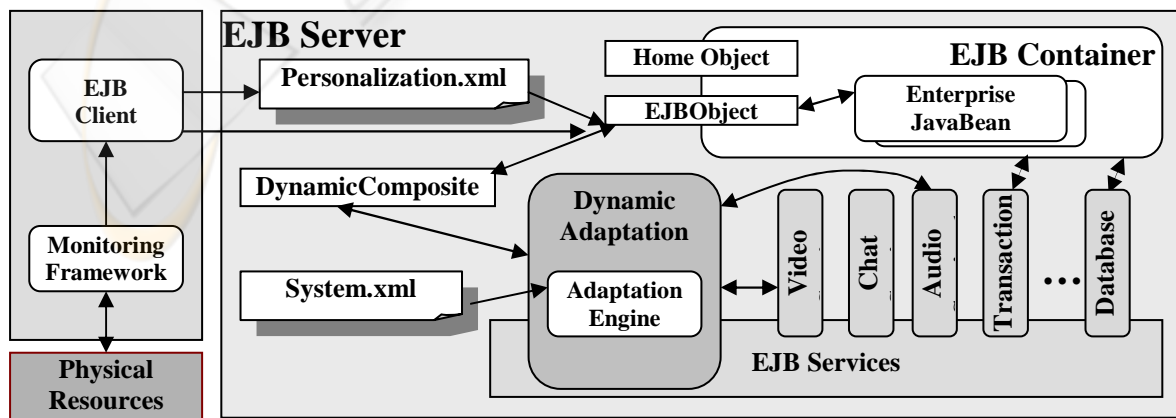 EJB Server
EJB
Client
Personalization.xml
Home Object
EJBObject
EJB Container
Enterprise
JavaBean
DynamicComposite
Monitoring
Framework
System.xml
Dynamic
Adaptation
Adaptation
Engine
Video
Chat
Audio
Transaction
...
Database
EJB Services
Physical
Resources